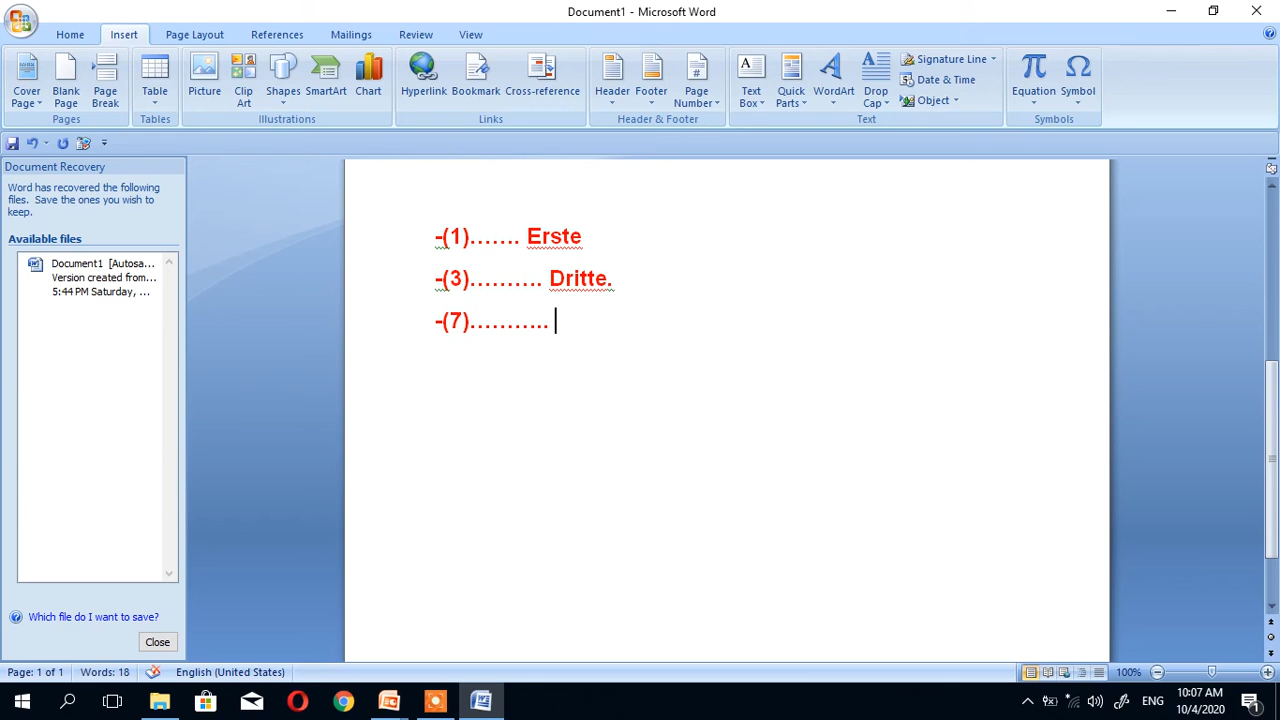 Document1 - Microsoft Word
Home Insert Page Layout References Mailings Review View
Cover Page
Blank Page
Page Break
Table
Picture
Clip Art
Shapes
SmartArt
Chart
Hyperlink
Bookmark
Cross-reference
Header
Footer
Page Number
Text Box
Quick Parts
WordArt
Drop Cap
Signature Line
Date & Time
Object
Equation
Symbol
Pages Tables Illustrations Links Header & Footer Text Symbols
Document Recovery
Word has recovered the following
files. Save the ones you wish to
keep.
Available files
Document1 [Autosa...
Version created from...
5:44 PM Saturday, ...
Which file do I want to save?
Close
-(1)……. Erste
-(3)………. Dritte.
-(7)………..
Page: 1 of 1 Words: 18 English (United States) 100%
ENG 10:07 AM
10/4/2020
1